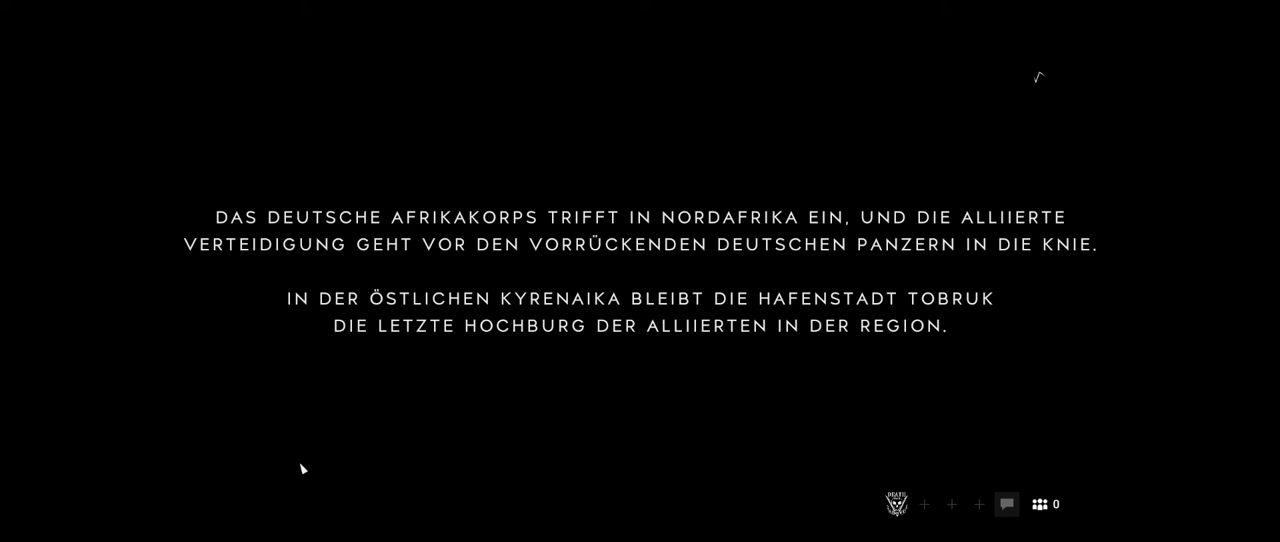 DAS DEUTSCHE AFRIKAKORPS TRIFFT IN NORDAFRIKA EIN, UND DIE ALLIIERTE
VERTEIDIGUNG GEHT VOR DEN VORRÜCKENDEN DEUTSCHEN PANZERN IN DIE KNIE.
IN DER ÖSTLICHEN KYRENAIKA BLEIBT DIE HAFENSTADT TOBRUK
DIE LETZTE HOCHBURG DER ALLIIERTEN IN DER REGION.
DEATH
0